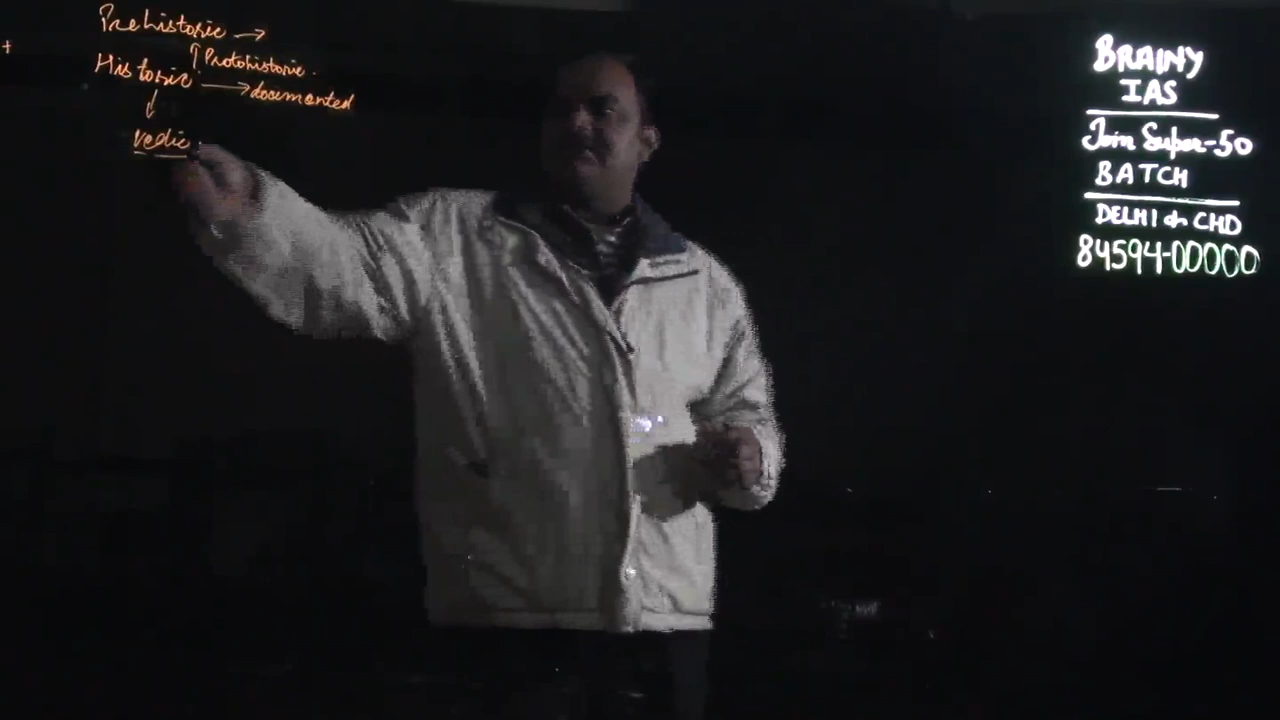 Prehistoric →
↑ Protohistoric.
Historic → documented
↓
Vedic
BRAINY
IAS
Join Super-50
BATCH
DELHI & CHD
84594-00000